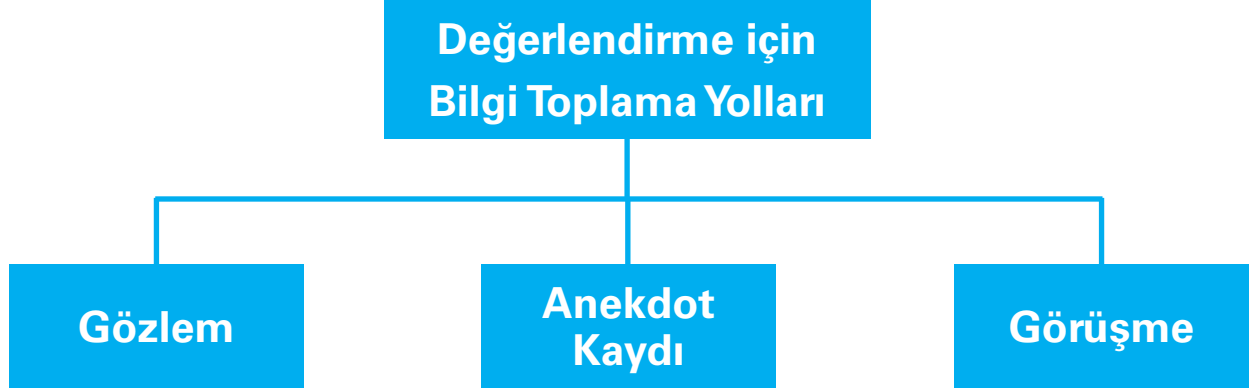 Değerlendirme için
Bilgi Toplama Yolları
Gözlem
Anekdot
Kaydı
Görüşme